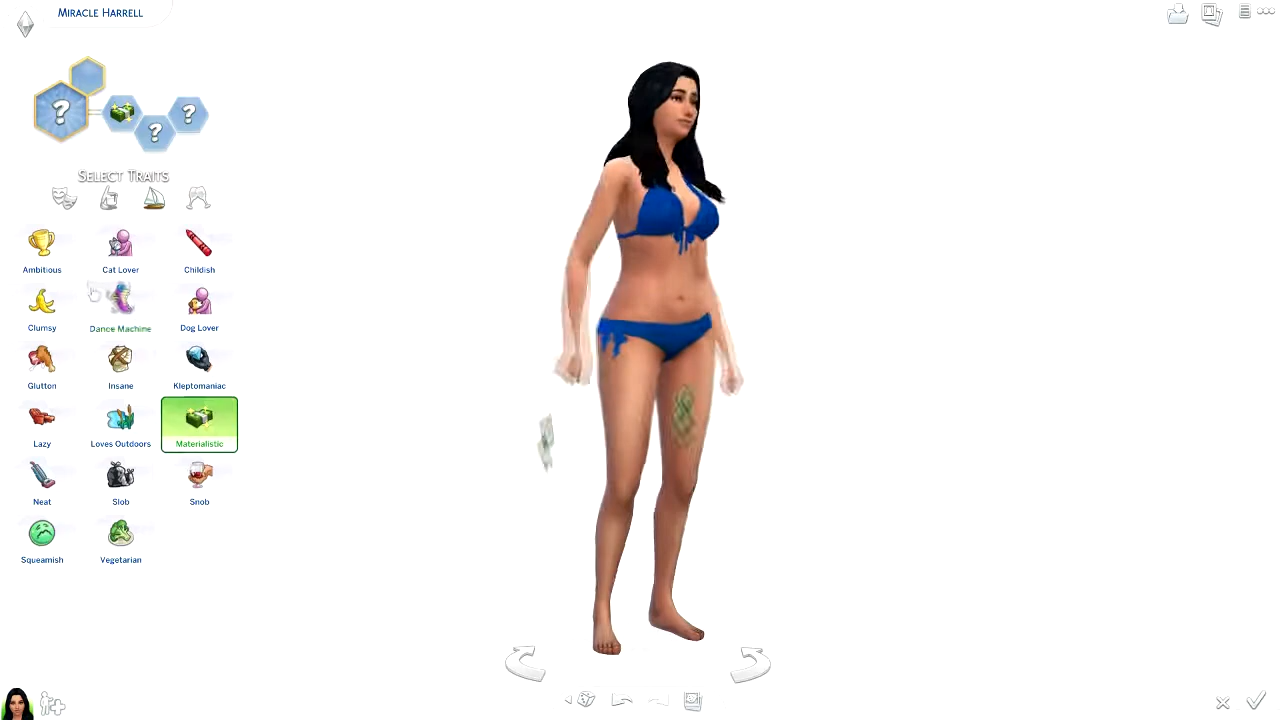 Miracle Harrell
?
?
?
Select Traits
Ambitious
Cat Lover
Childish
Clumsy
Dance Machine
Dog Lover
Glutton
Insane
Kleptomaniac
Lazy
Loves Outdoors
Materialistic
Neat
Slob
Snob
Squeamish
Vegetarian